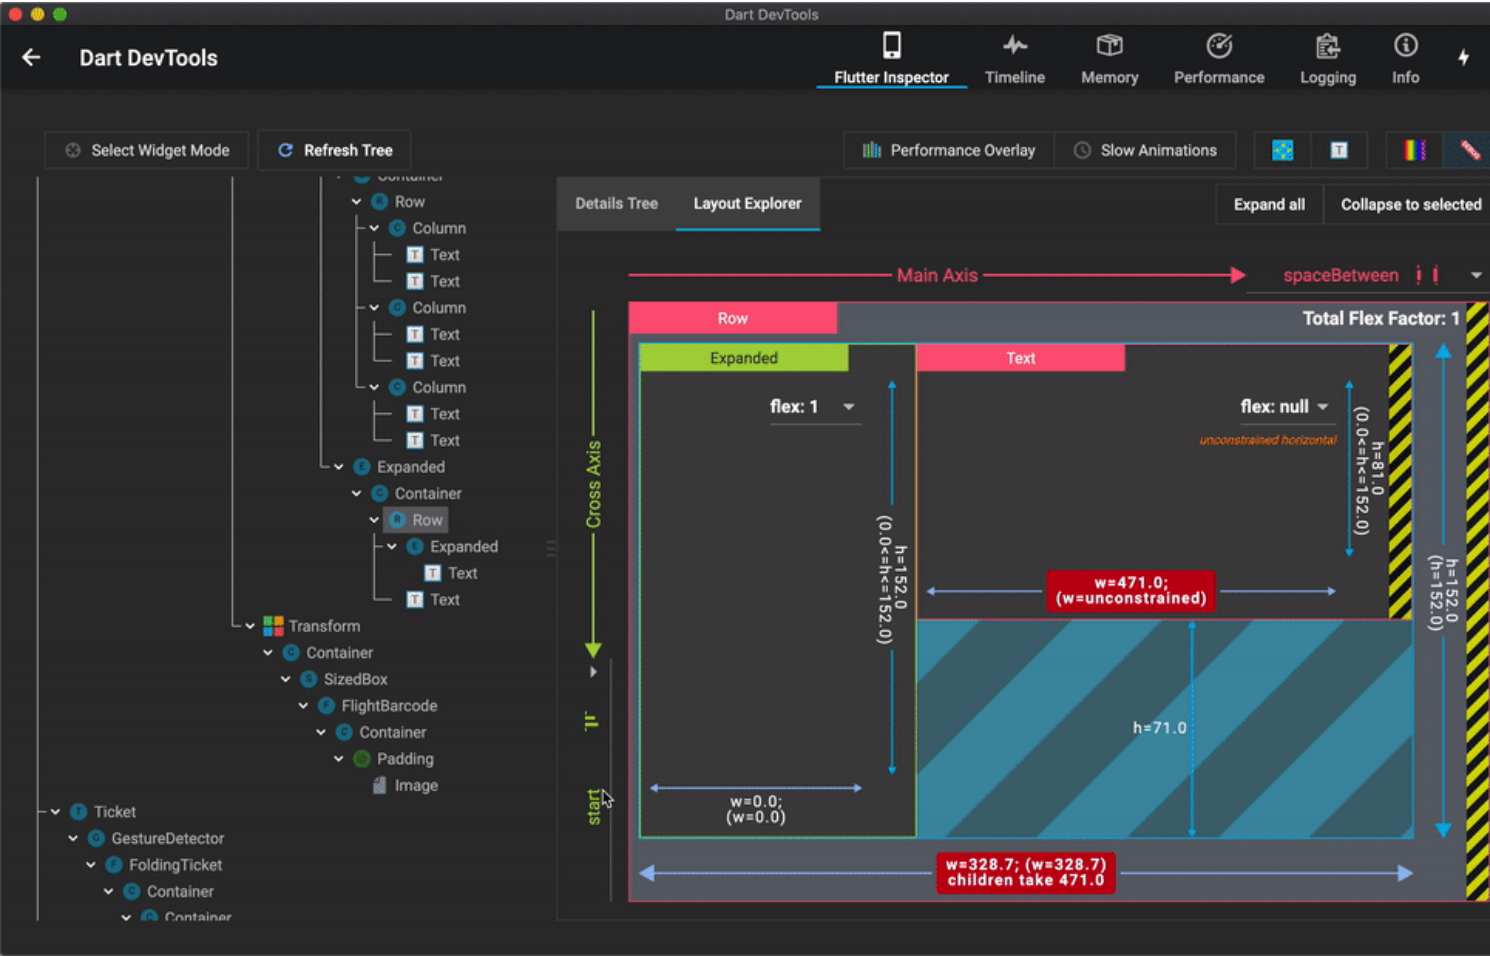 Dart DevTools
Dart DevTools
Flutter Inspector
Timeline
Memory
Performance
Logging
Info
Select Widget Mode
Refresh Tree
Performance Overlay
Slow Animations
T
Container
R Row
C Column
T Text
T Text
C Column
T Text
T Text
C Column
T Text
T Text
E Expanded
C Container
R Row
E Expanded
T Text
T Text
Transform
C Container
S SizedBox
F FlightBarcode
C Container
Padding
Image
T Ticket
G GestureDetector
F FoldingTicket
C Container
C Container
Details Tree
Layout Explorer
Expand all
Collapse to selected
Main Axis
spaceBetween
Cross Axis
start
Row
Total Flex Factor: 1
Expanded
flex: 1
h=152.0
(0.0<=h<=152.0)
w=0.0;
(w=0.0)
Text
flex: null
unconstrained horizontal
h=81.0
(0.0<=h<=152.0)
w=471.0;
(w=unconstrained)
h=71.0
h=152.0
(h=152.0)
w=328.7; (w=328.7)
children take 471.0